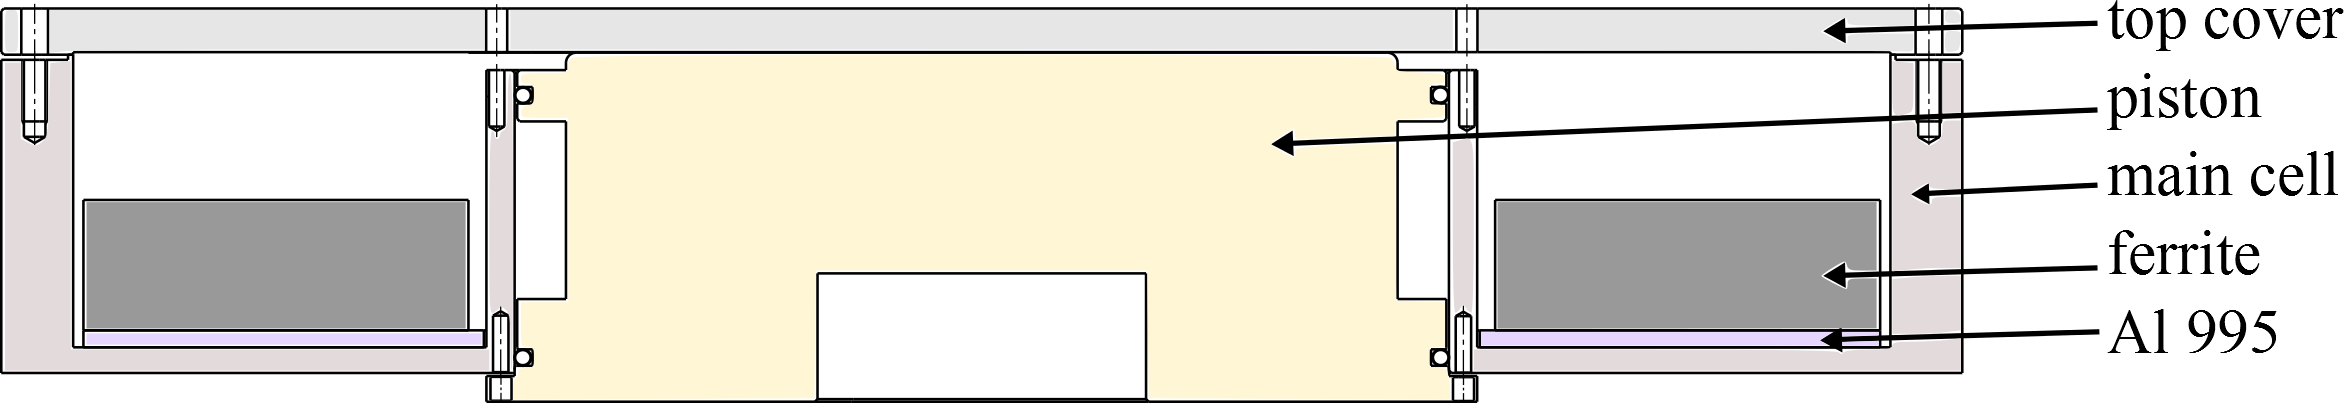 top cover
piston
main cell
ferrite
Al 995